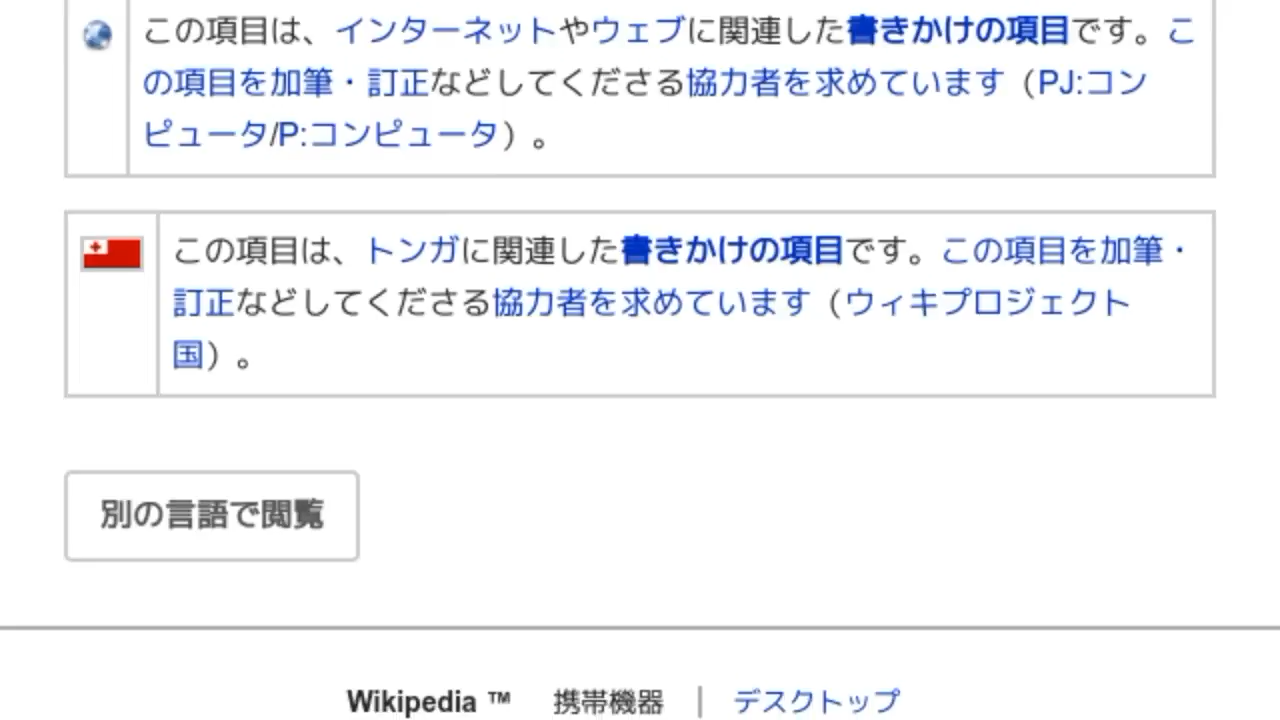 この項目は、インターネットやウェブに関連した書きかけの項目です。こ
の項目を加筆・訂正などしてくださる協力者を求めています（PJ:コン
ピュータ/P:コンピュータ）。
この項目は、トンガに関連した書きかけの項目です。この項目を加筆・
訂正などしてくださる協力者を求めています（ウィキプロジェクト
国）。
別の言語で閲覧
Wikipedia ™ 携帯機器 | デスクトップ